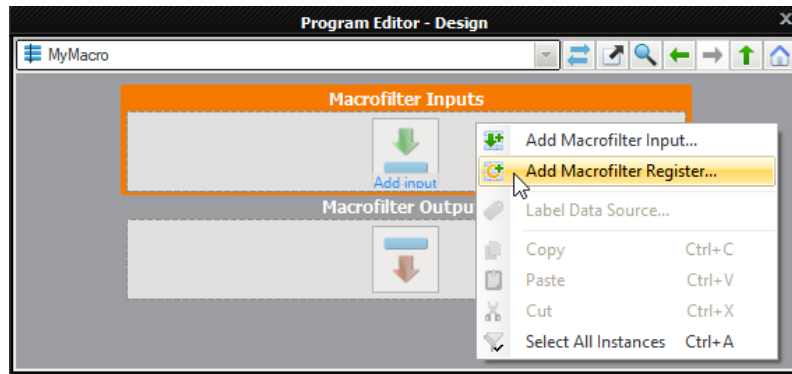 Program Editor - Design
MyMacro
Macrofilter Inputs
Add input
Macrofilter Outpu
Add Macrofilter Input...
Add Macrofilter Register...
Label Data Source...
Copy Ctrl+C
Paste Ctrl+V
Cut Ctrl+X
Select All Instances Ctrl+A